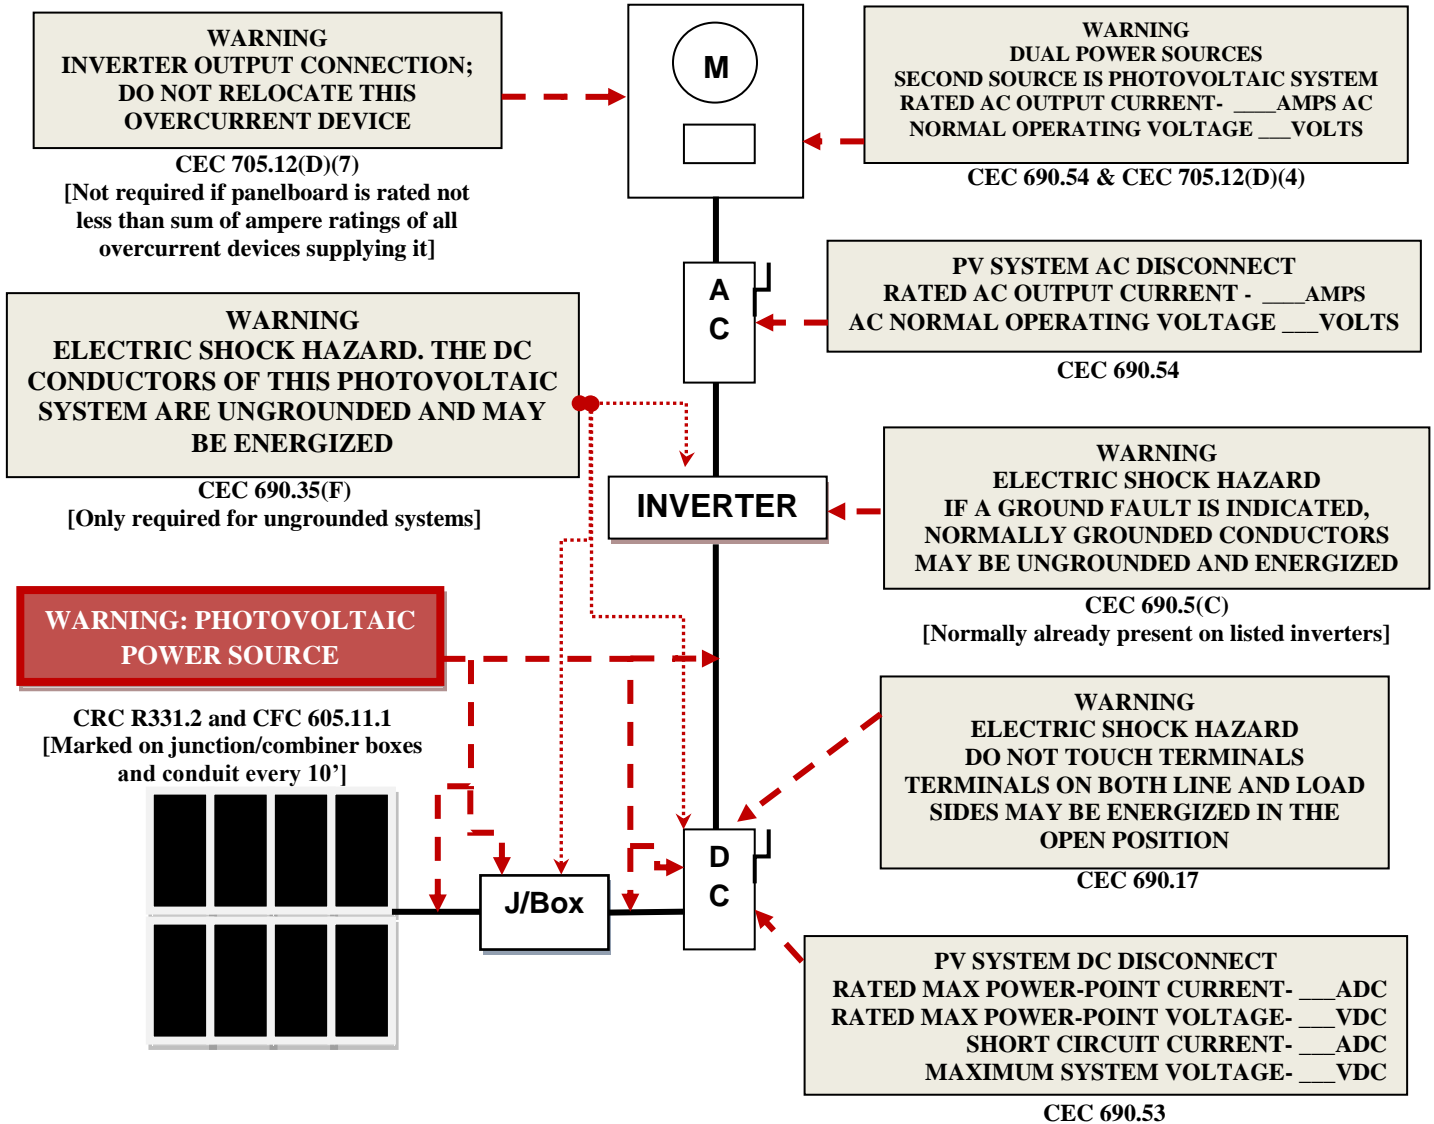 WARNING
INVERTER OUTPUT CONNECTION;
DO NOT RELOCATE THIS
OVERCURRENT DEVICE
CEC 705.12(D)(7)
[Not required if panelboard is rated not
less than sum of ampere ratings of all
overcurrent devices supplying it]
M
WARNING
DUAL POWER SOURCES
SECOND SOURCE IS PHOTOVOLTAIC SYSTEM
RATED AC OUTPUT CURRENT- ____AMPS AC
NORMAL OPERATING VOLTAGE ___VOLTS
CEC 690.54 & CEC 705.12(D)(4)
A
C
PV SYSTEM AC DISCONNECT
RATED AC OUTPUT CURRENT - ____AMPS
AC NORMAL OPERATING VOLTAGE ___VOLTS
CEC 690.54
WARNING
ELECTRIC SHOCK HAZARD. THE DC
CONDUCTORS OF THIS PHOTOVOLTAIC
SYSTEM ARE UNGROUNDED AND MAY
BE ENERGIZED
CEC 690.35(F)
[Only required for ungrounded systems]
INVERTER
WARNING
ELECTRIC SHOCK HAZARD
IF A GROUND FAULT IS INDICATED,
NORMALLY GROUNDED CONDUCTORS
MAY BE UNGROUNDED AND ENERGIZED
CEC 690.5(C)
[Normally already present on listed inverters]
WARNING: PHOTOVOLTAIC
POWER SOURCE
CRC R331.2 and CFC 605.11.1
[Marked on junction/combiner boxes
and conduit every 10’]
WARNING
ELECTRIC SHOCK HAZARD
DO NOT TOUCH TERMINALS
TERMINALS ON BOTH LINE AND LOAD
SIDES MAY BE ENERGIZED IN THE
OPEN POSITION
CEC 690.17
J/Box
D
C
PV SYSTEM DC DISCONNECT
RATED MAX POWER-POINT CURRENT- ___ADC
RATED MAX POWER-POINT VOLTAGE- ___VDC
SHORT CIRCUIT CURRENT- ___ADC
MAXIMUM SYSTEM VOLTAGE- ___VDC
CEC 690.53